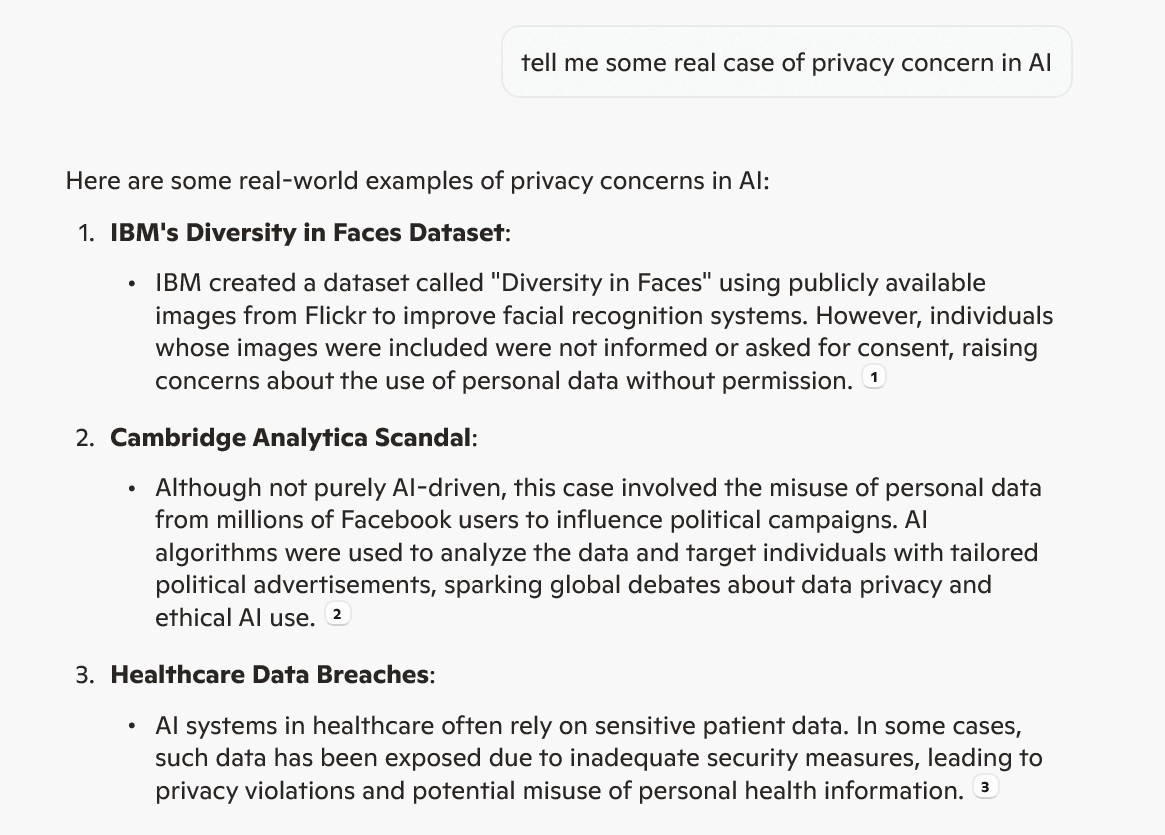 tell me some real case of privacy concern in AI
Here are some real-world examples of privacy concerns in AI:
1. IBM's Diversity in Faces Dataset:
• IBM created a dataset called "Diversity in Faces" using publicly available
images from Flickr to improve facial recognition systems. However, individuals
whose images were included were not informed or asked for consent, raising
concerns about the use of personal data without permission. 1
2. Cambridge Analytica Scandal:
• Although not purely AI-driven, this case involved the misuse of personal data
from millions of Facebook users to influence political campaigns. AI
algorithms were used to analyze the data and target individuals with tailored
political advertisements, sparking global debates about data privacy and
ethical AI use. 2
3. Healthcare Data Breaches:
• AI systems in healthcare often rely on sensitive patient data. In some cases,
such data has been exposed due to inadequate security measures, leading to
privacy violations and potential misuse of personal health information. 3